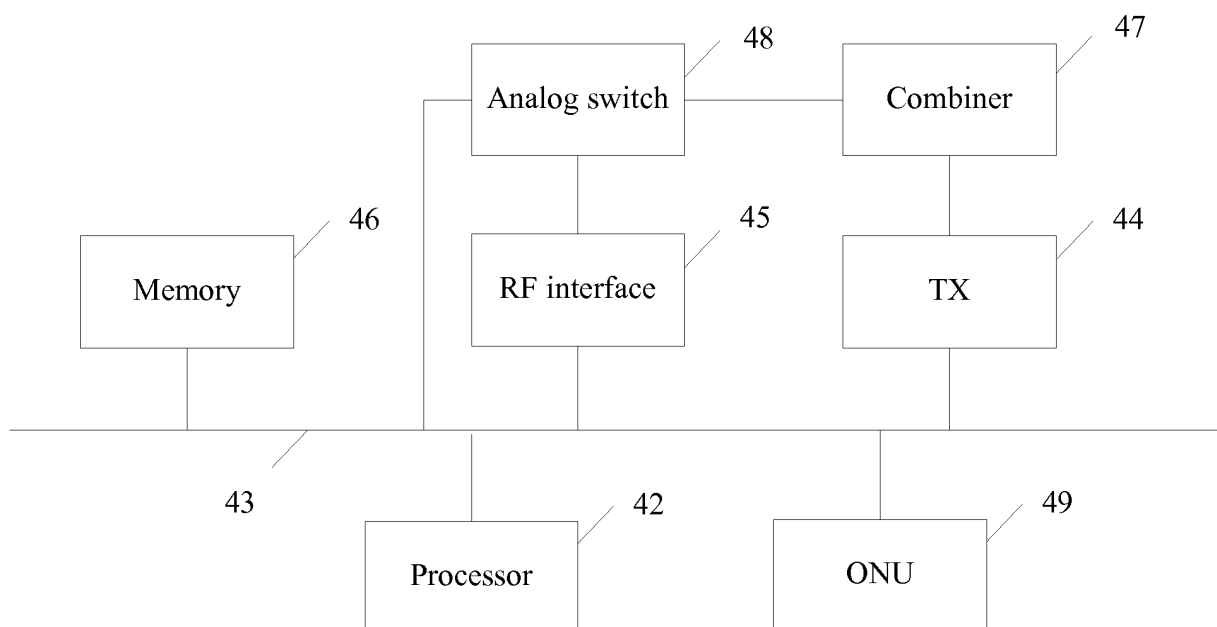 48
47
Analog switch
Combiner
46
45
44
Memory
RF interface
TX
43
42
49
Processor
ONU